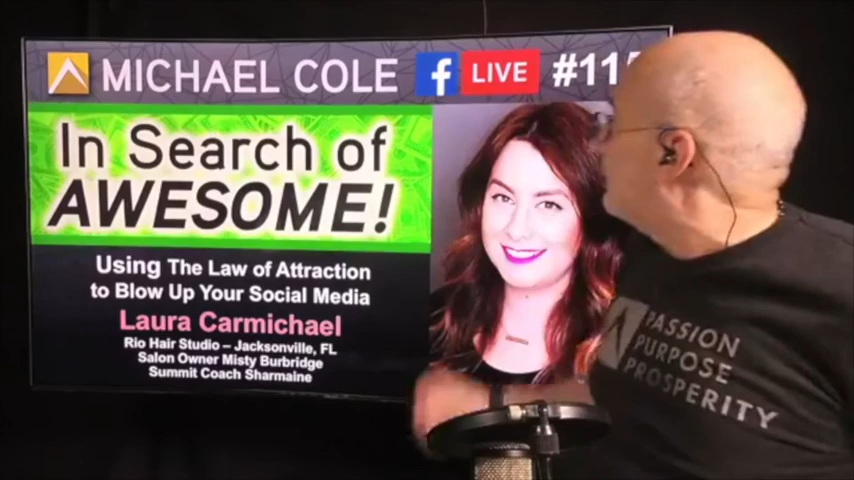 MICHAEL COLE f LIVE #115
In Search of
AWESOME!
Using The Law of Attraction
to Blow Up Your Social Media
Laura Carmichael
Rio Hair Studio – Jacksonville, FL
Salon Owner Misty Burbridge
Summit Coach Sharmaine
PASSION
PURPOSE
PROSPERITY